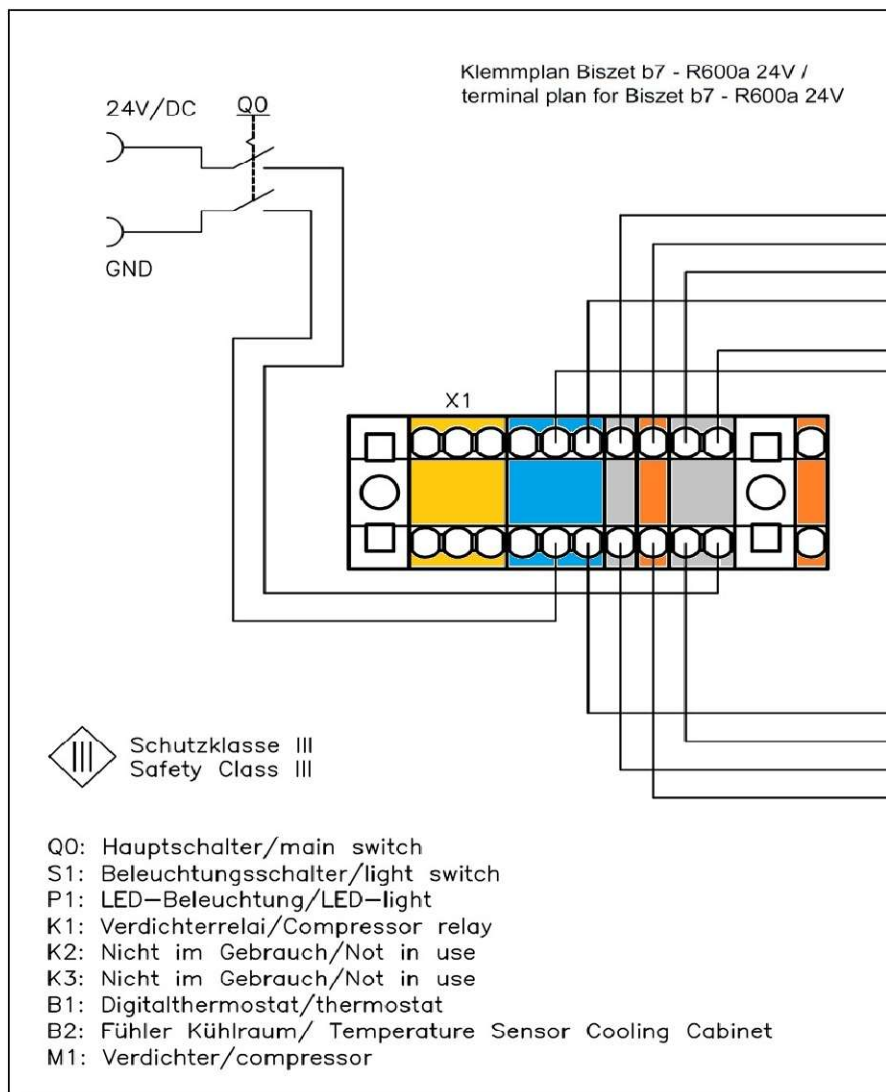 Klemmplan Biszet b7 - R600a 24V /
terminal plan for Biszet b7 - R600a 24V
24V/DC
Q0
GND
X1
III
Schutzklasse III
Safety Class III
Q0: Hauptschalter/main switch
S1: Beleuchtungsschalter/light switch
P1: LED-Beleuchtung/LED-light
K1: Verdichterrelai/Compressor relay
K2: Nicht im Gebrauch/Not in use
K3: Nicht im Gebrauch/Not in use
B1: Digitalthermostat/thermostat
B2: Fühler Kühlraum/ Temperature Sensor Cooling Cabinet
M1: Verdichter/compressor